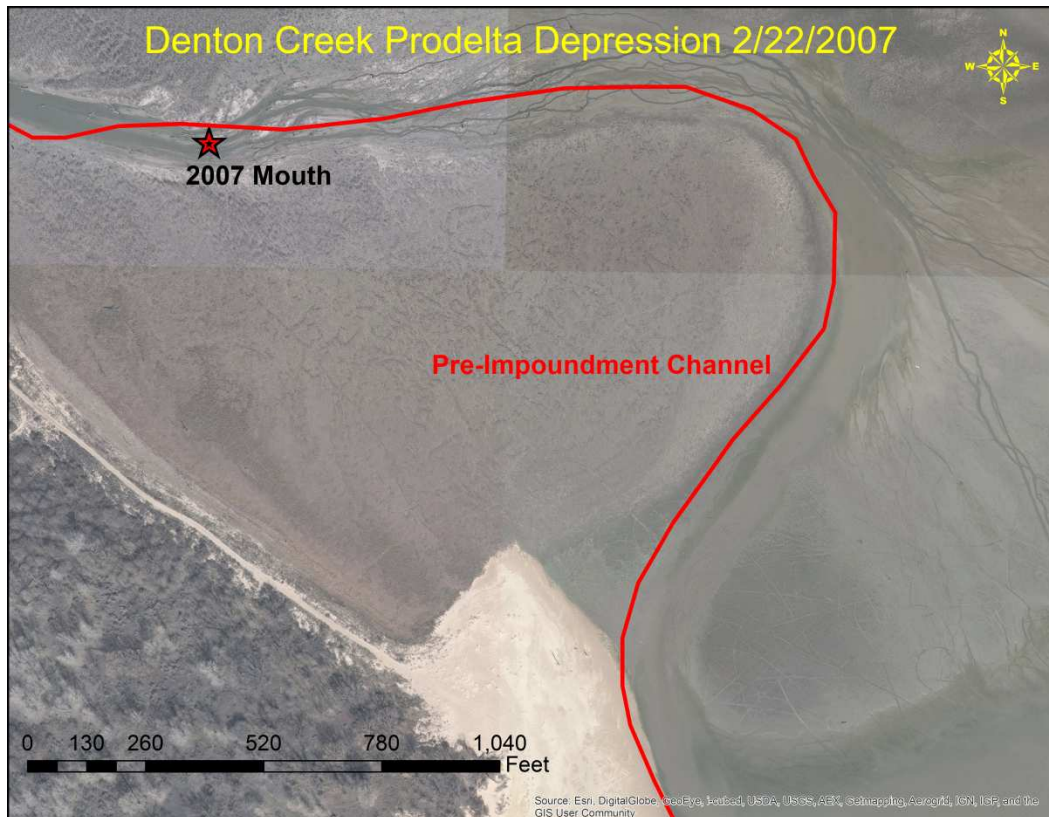 Denton Creek Prodelta Depression 2/22/2007
N
W E
S
2007 Mouth
Pre-Impoundment Channel
0 130 260 520 780 1,040
Feet
Source: Esri, DigitalGlobe, GeoEye, i-cubed, USDA, USGS, AEX, Getmapping, Aerogrid, IGN, IGP, and the
GIS User Community